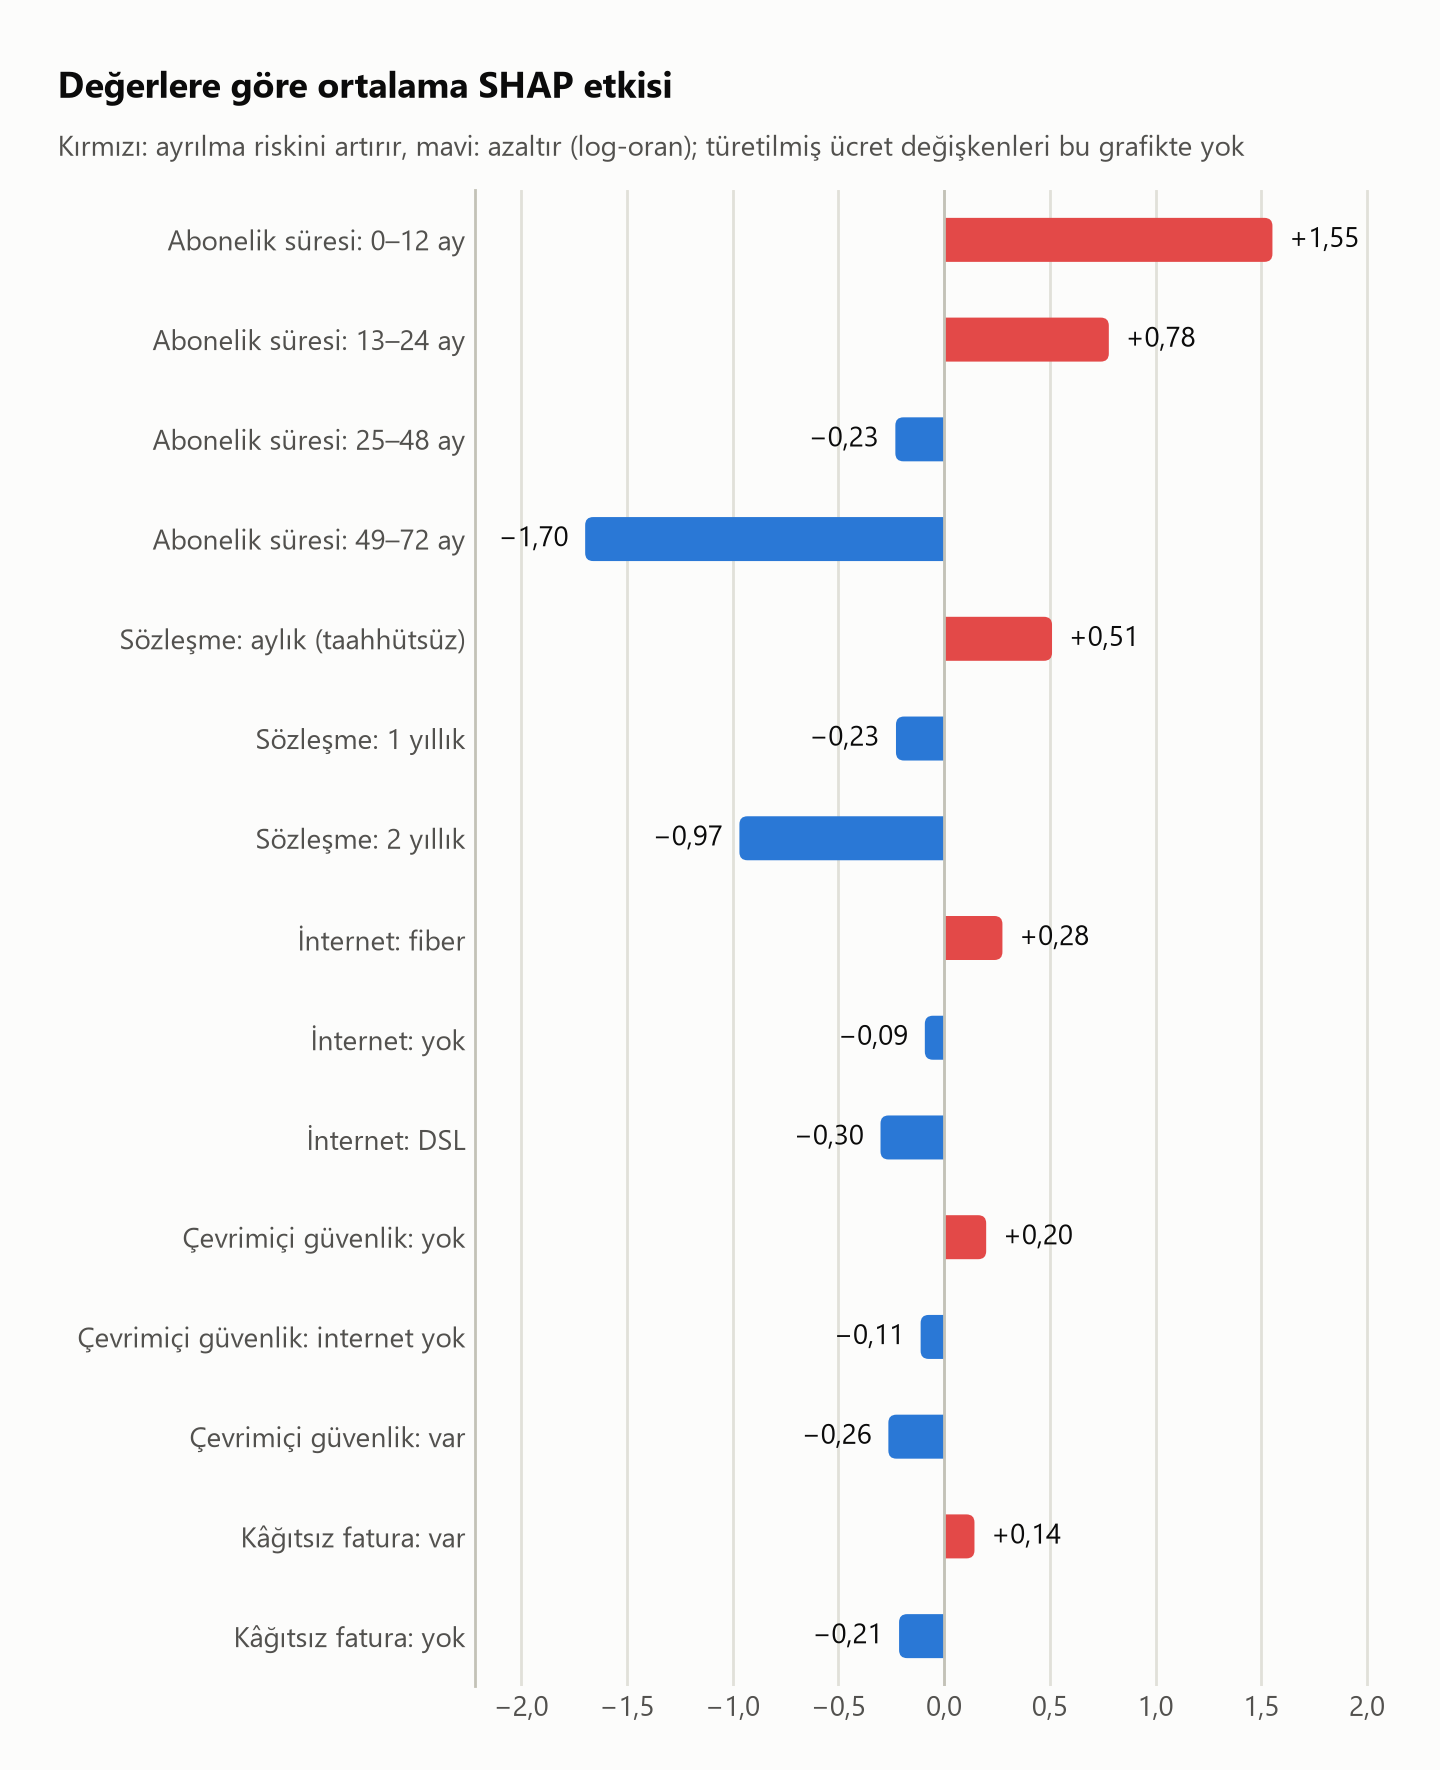 Değerlere göre ortalama SHAP etkisi
Kırmızı: ayrılma riskini artırır, mavi: azaltır (log-oran); türetilmiş ücret değişkenleri bu grafikte yok
Abonelik süresi: 0–12 ay +1,55
Abonelik süresi: 13–24 ay +0,78
Abonelik süresi: 25–48 ay −0,23
Abonelik süresi: 49–72 ay −1,70
Sözleşme: aylık (taahhütsüz) +0,51
Sözleşme: 1 yıllık −0,23
Sözleşme: 2 yıllık −0,97
İnternet: fiber +0,28
İnternet: yok −0,09
İnternet: DSL −0,30
Çevrimiçi güvenlik: yok +0,20
Çevrimiçi güvenlik: internet yok −0,11
Çevrimiçi güvenlik: var −0,26
Kâğıtsız fatura: var +0,14
Kâğıtsız fatura: yok −0,21
−2,0 −1,5 −1,0 −0,5 0,0 0,5 1,0 1,5 2,0